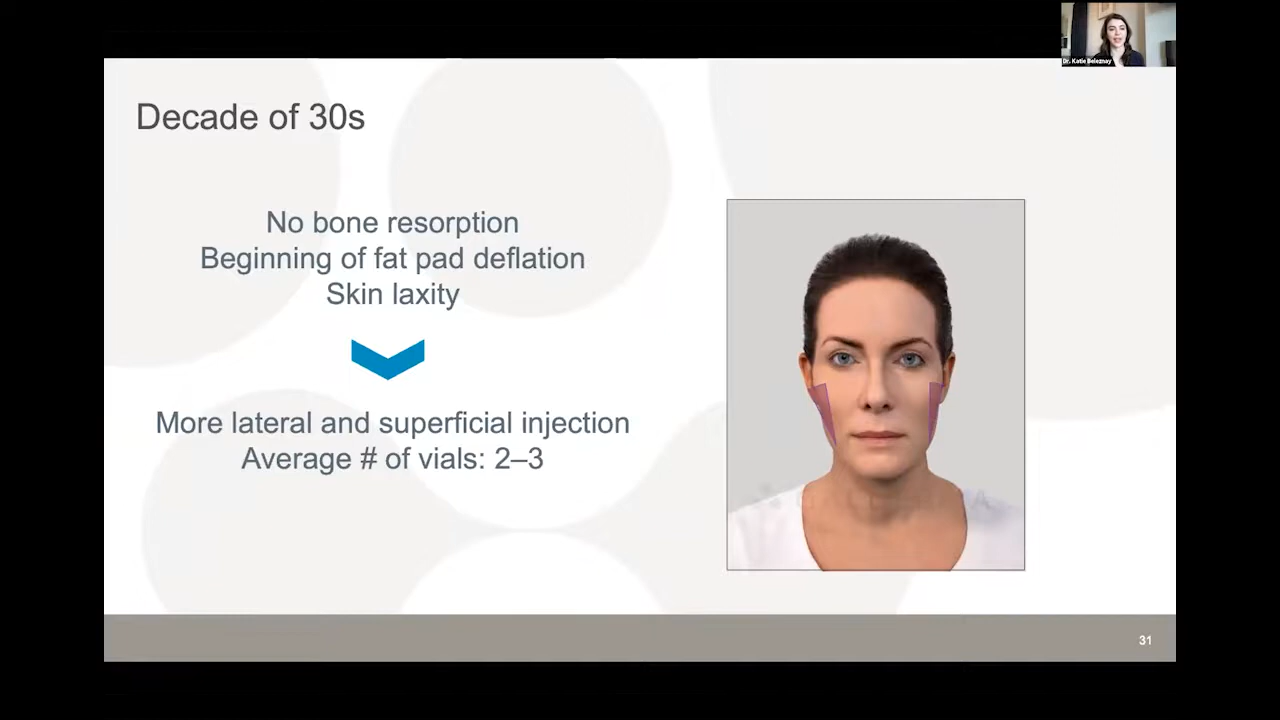 Dr. Katie Beleznay
Decade of 30s
No bone resorption
Beginning of fat pad deflation
Skin laxity
More lateral and superficial injection
Average # of vials: 2–3
31